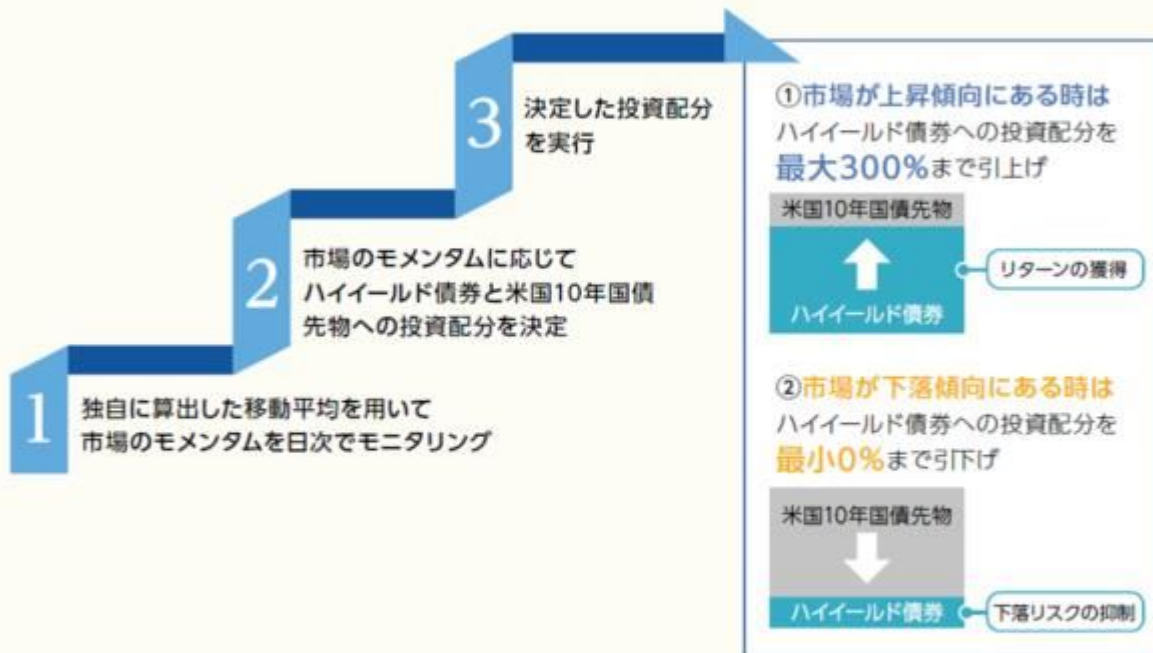 1
独自に算出した移動平均を用いて
市場のモメンタムを日次でモニタリング
2
市場のモメンタムに応じて
ハイイールド債券と米国10年国債
先物への投資配分を決定
3
決定した投資配分
を実行
①市場が上昇傾向にある時は
ハイイールド債券への投資配分を
最大300%まで引上げ
米国10年国債先物
ハイイールド債券
リターンの獲得
②市場が下落傾向にある時は
ハイイールド債券への投資配分を
最小0%まで引下げ
米国10年国債先物
ハイイールド債券
下落リスクの抑制